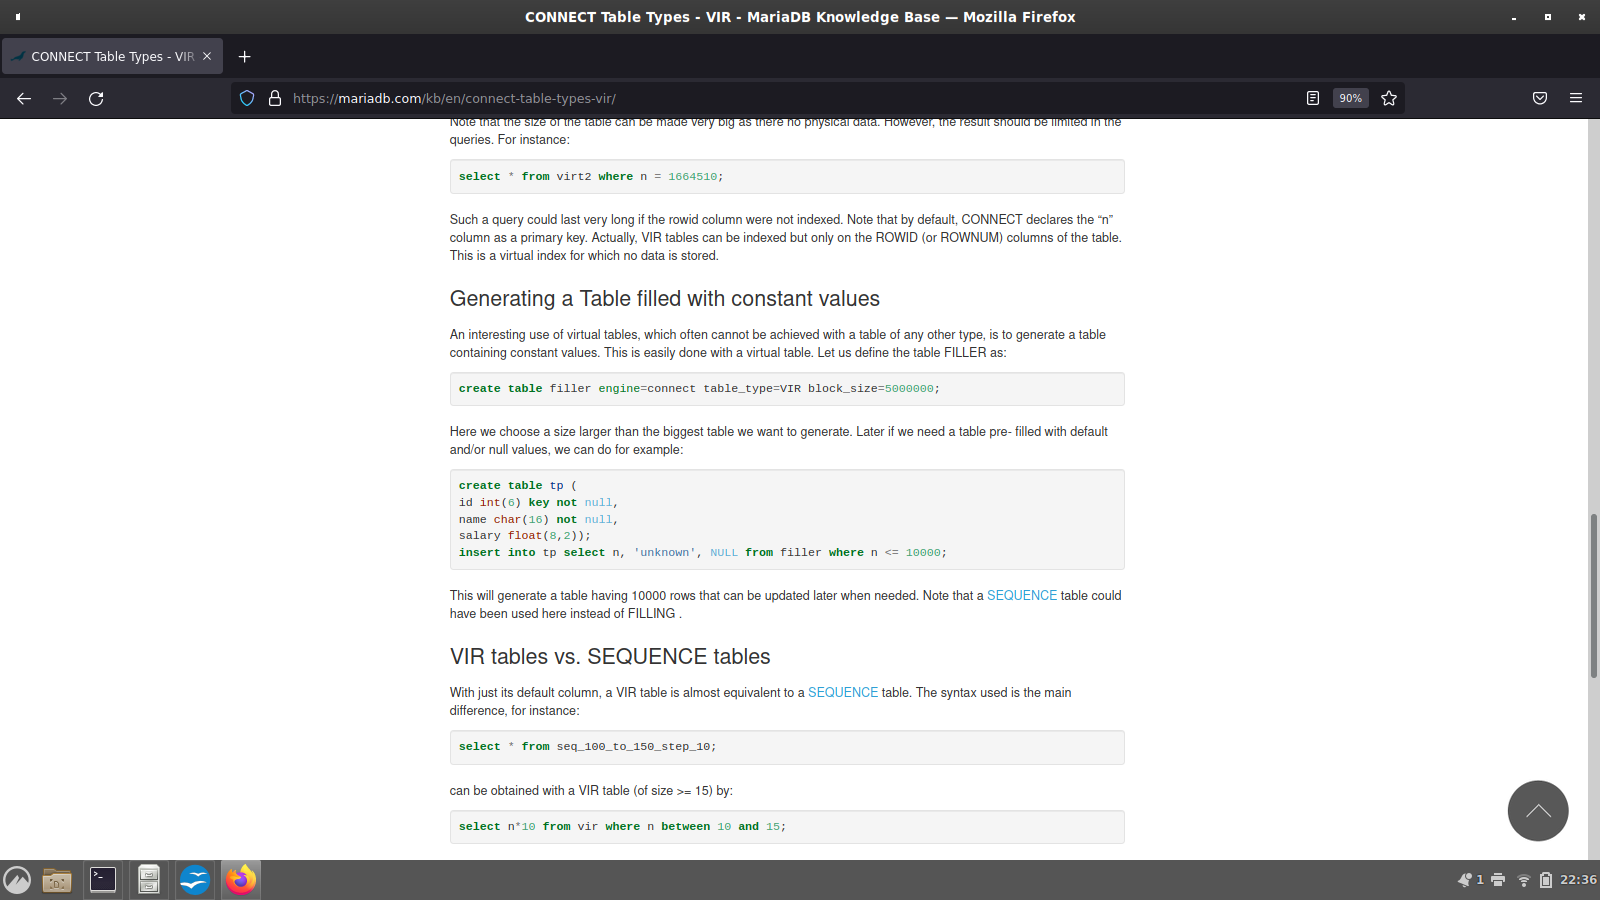 CONNECT Table Types - VIR - MariaDB Knowledge Base — Mozilla Firefox
CONNECT Table Types - VIR
https://mariadb.com/kb/en/connect-table-types-vir/
90%
Note that the size of the table can be made very big as there no physical data. However, the result should be limited in the
queries. For instance:
select * from virt2 where n = 1664510;
Such a query could last very long if the rowid column were not indexed. Note that by default, CONNECT declares the “n”
column as a primary key. Actually, VIR tables can be indexed but only on the ROWID (or ROWNUM) columns of the table.
This is a virtual index for which no data is stored.
Generating a Table filled with constant values
An interesting use of virtual tables, which often cannot be achieved with a table of any other type, is to generate a table
containing constant values. This is easily done with a virtual table. Let us define the table FILLER as:
create table filler engine=connect table_type=VIR block_size=5000000;
Here we choose a size larger than the biggest table we want to generate. Later if we need a table pre- filled with default
and/or null values, we can do for example:
create table tp (
id int(6) key not null,
name char(16) not null,
salary float(8,2));
insert into tp select n, 'unknown', NULL from filler where n <= 10000;
This will generate a table having 10000 rows that can be updated later when needed. Note that a SEQUENCE table could
have been used here instead of FILLING .
VIR tables vs. SEQUENCE tables
With just its default column, a VIR table is almost equivalent to a SEQUENCE table. The syntax used is the main
difference, for instance:
select * from seq_100_to_150_step_10;
can be obtained with a VIR table (of size >= 15) by:
select n*10 from vir where n between 10 and 15;
1
22:36